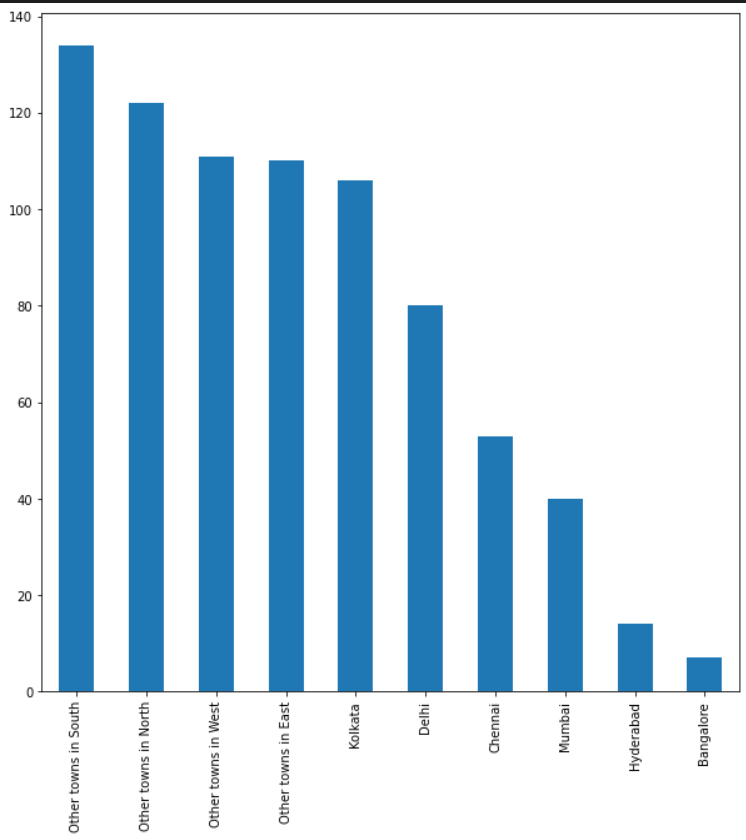 140
120
100
80
60
40
20
0
Other towns in South
Other towns in North
Other towns in West
Other towns in East
Kolkata
Delhi
Chennai
Mumbai
Hyderabad
Bangalore